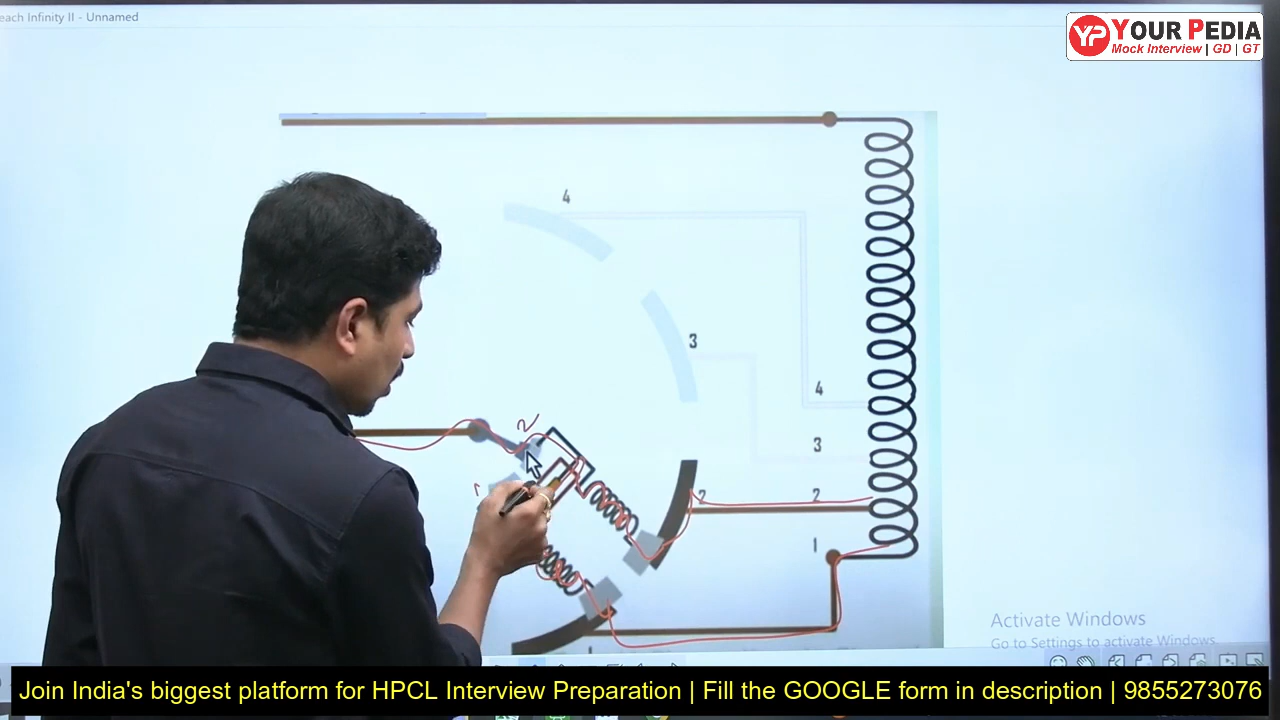 each Infinity II - Unnamed
YP YOUR PEDIA
Mock Interview | GD | GT
4
3
4
3
2
2
2
1
1
Activate Windows
Go to Settings to activate Windows.
Join India's biggest platform for HPCL Interview Preparation | Fill the GOOGLE form in description | 9855273076